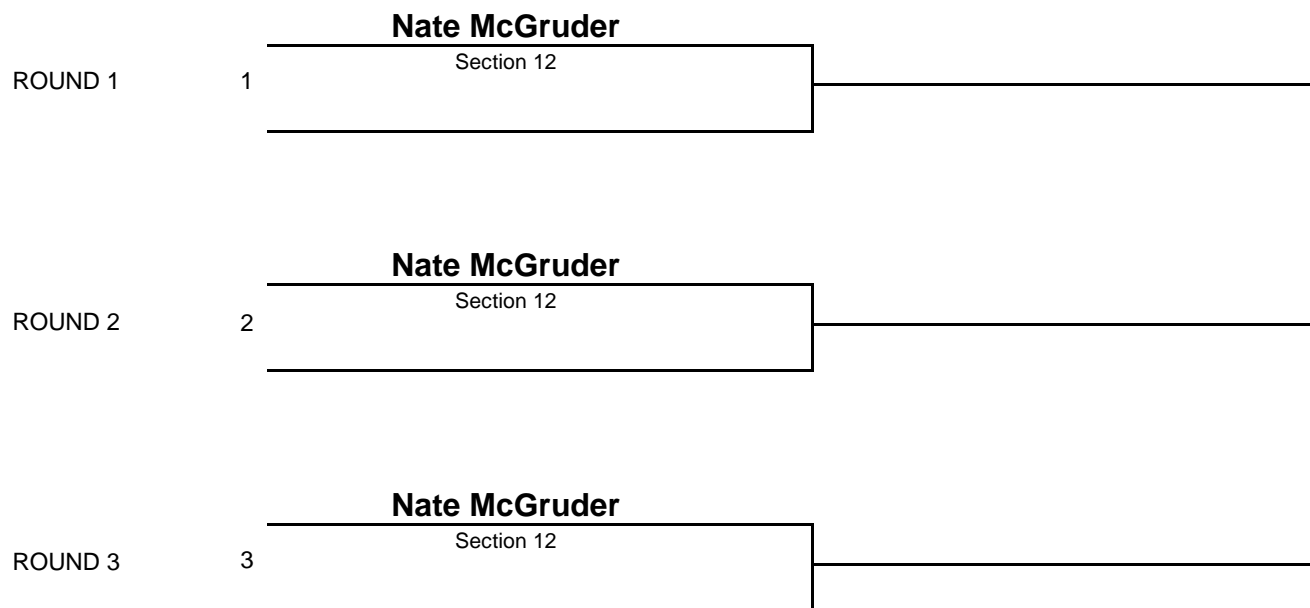 Nate McGruder
Section 12
ROUND 1 1
Nate McGruder
Section 12
ROUND 2 2
Nate McGruder
Section 12
ROUND 3 3